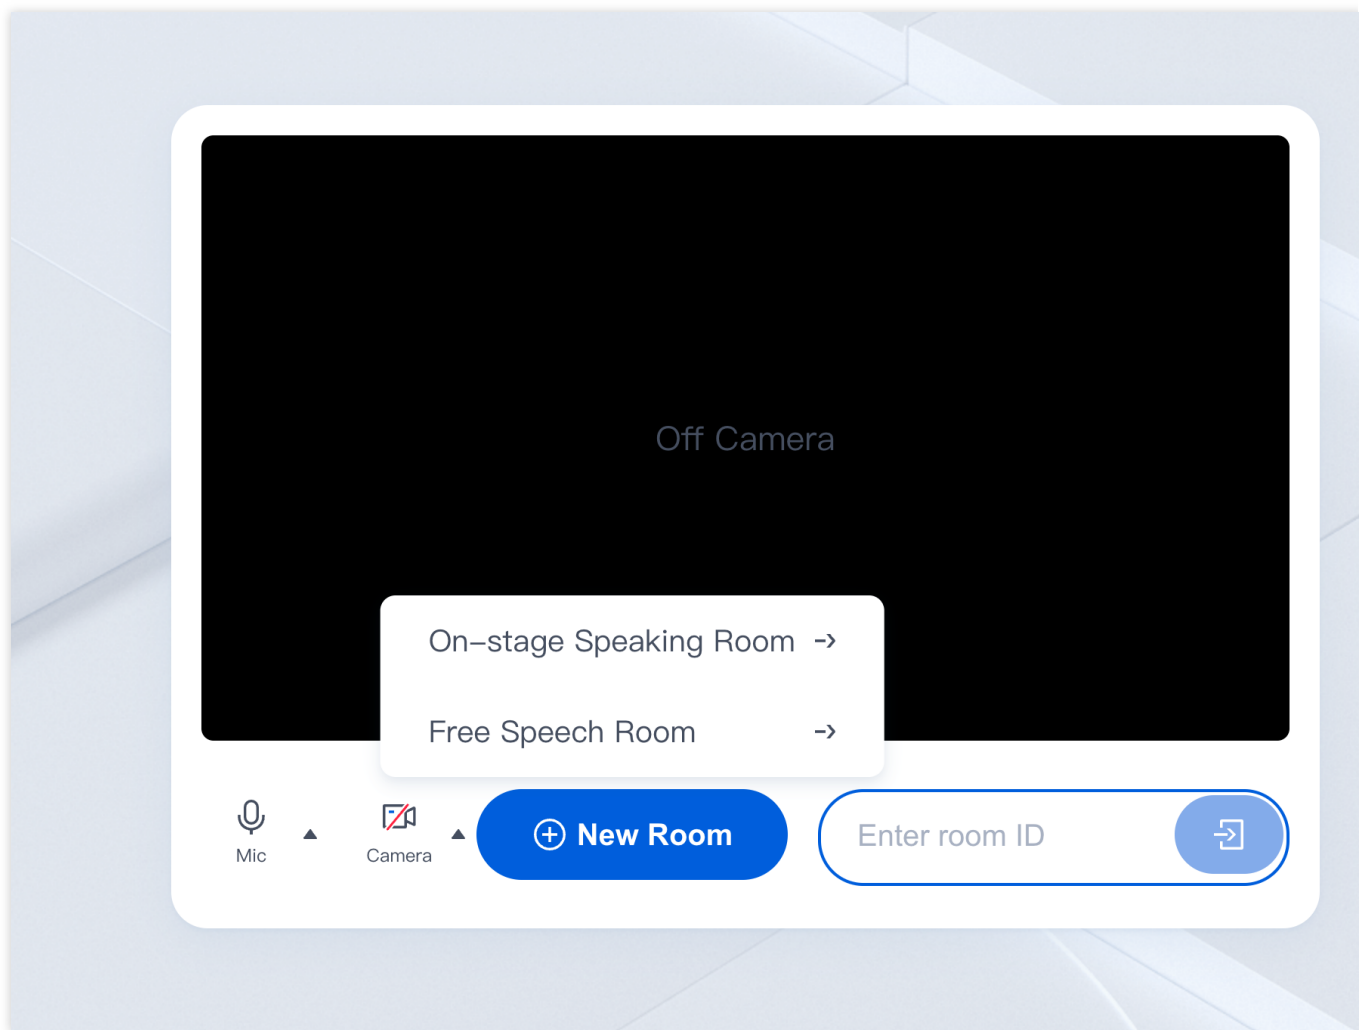 Off Camera
On-stage Speaking Room
Free Speech Room
Mic
Camera
New Room
Enter room ID